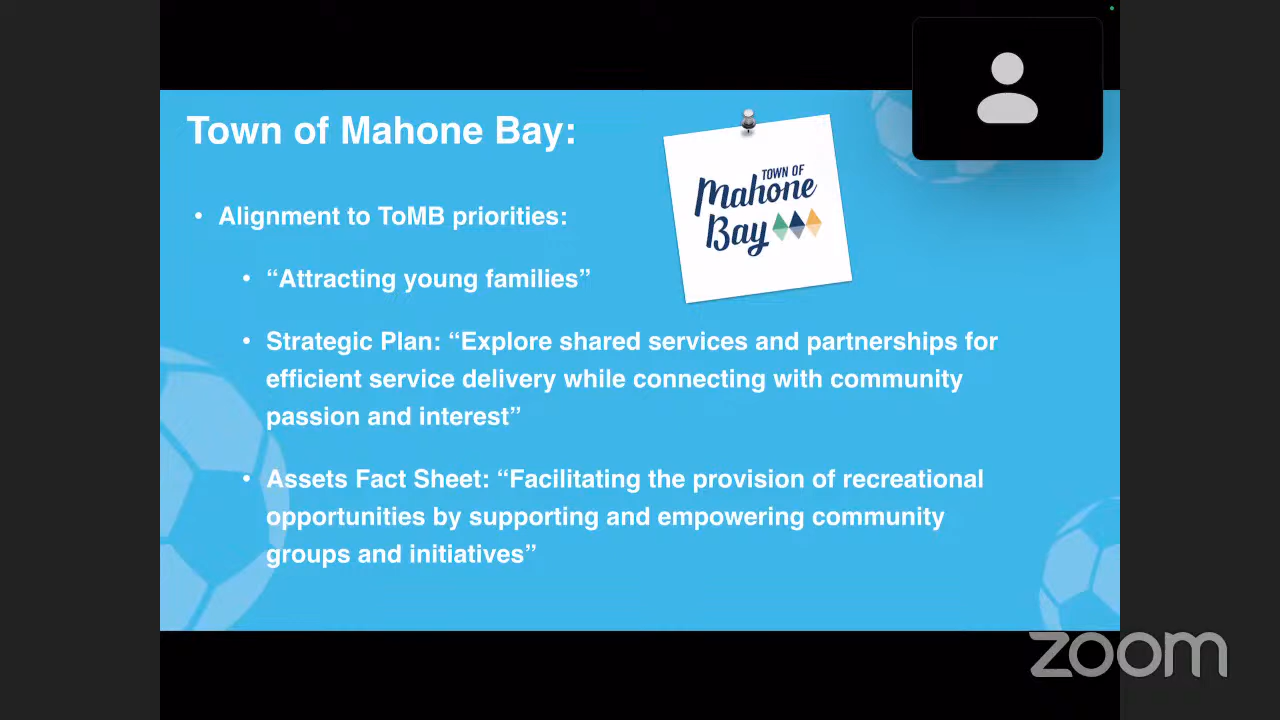 Town of Mahone Bay:
TOWN OF
Mahone
Bay
• Alignment to ToMB priorities:
• “Attracting young families”
• Strategic Plan: “Explore shared services and partnerships for
efficient service delivery while connecting with community
passion and interest”
• Assets Fact Sheet: “Facilitating the provision of recreational
opportunities by supporting and empowering community
groups and initiatives”
zoom